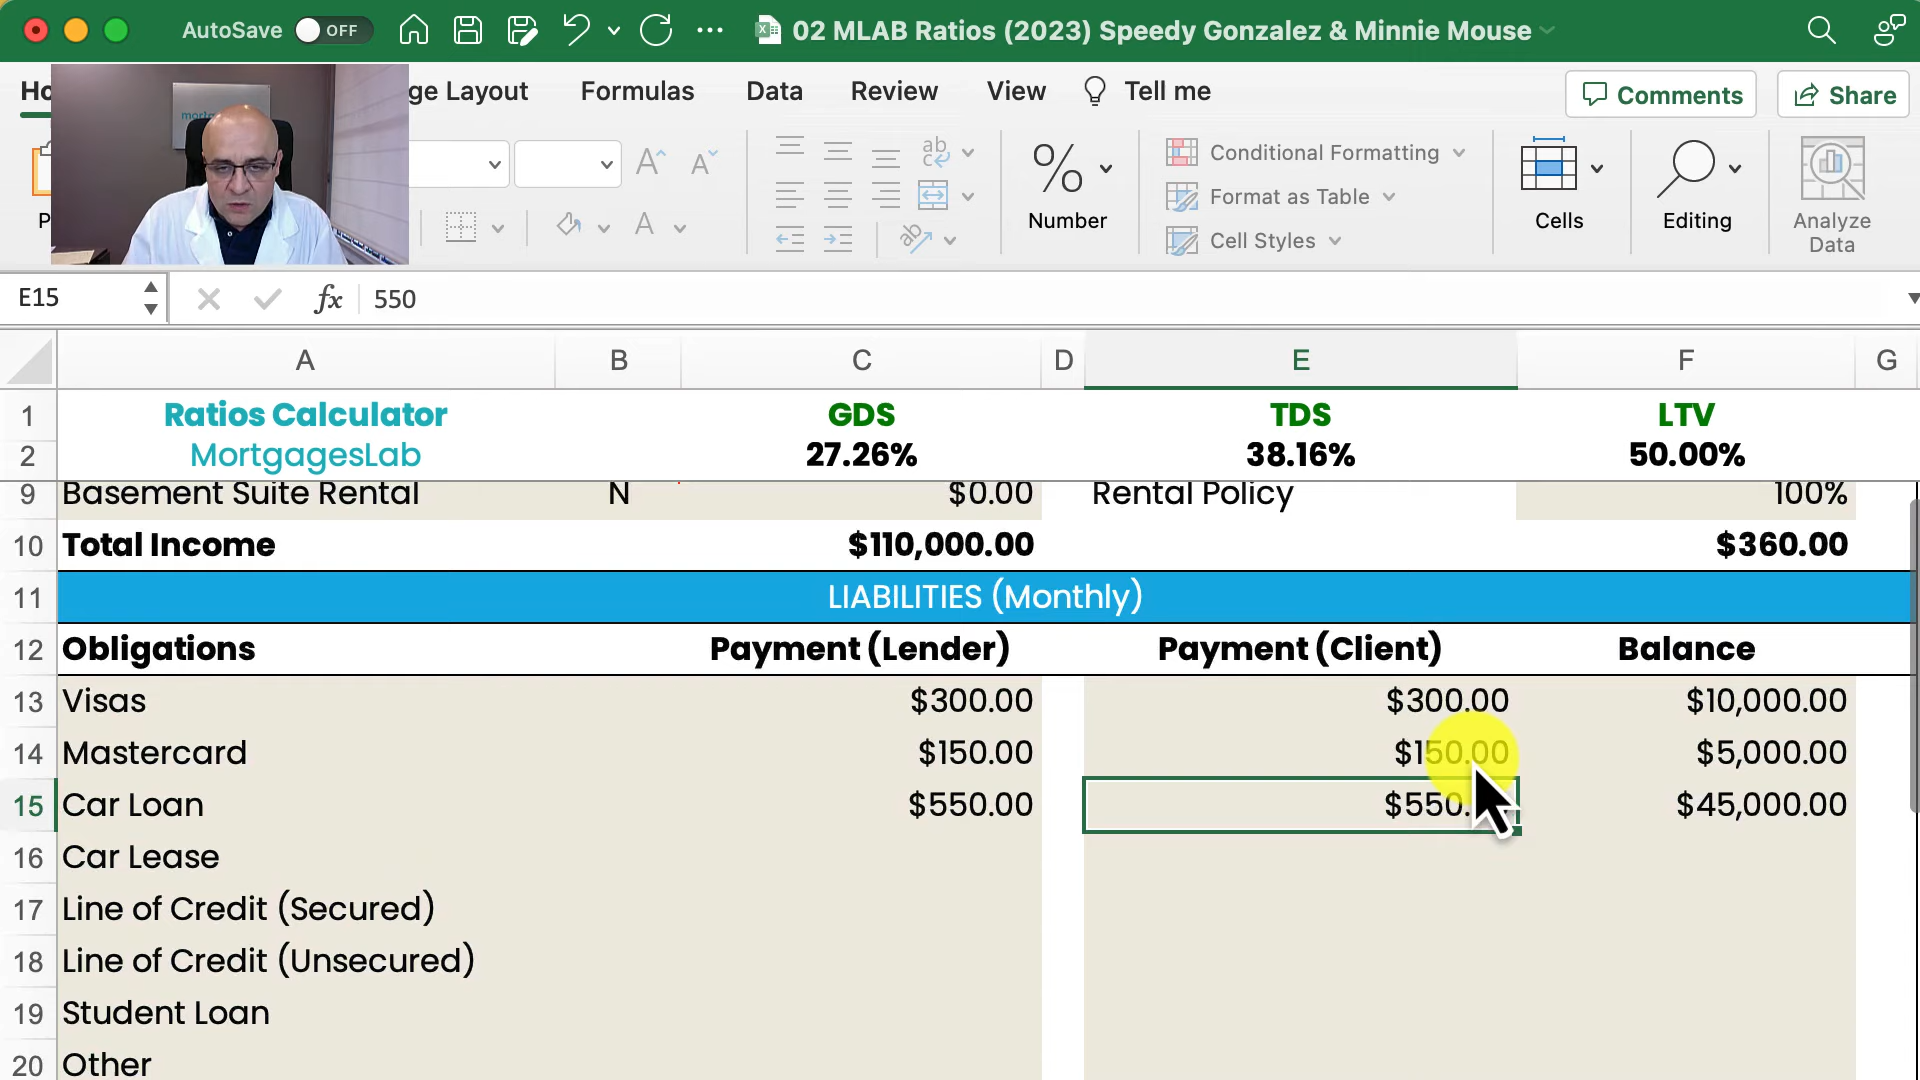 AutoSave OFF 02 MLAB Ratios (2023) Speedy Gonzalez & Minnie Mouse
ge Layout Formulas Data Review View Tell me Comments Share
Number
Conditional Formatting
Format as Table
Cell Styles
Cells
Editing
Analyze
Data
E15 fx 550
A B C D E F G
1 Ratios Calculator GDS TDS LTV
2 MortgagesLab 27.26% 38.16% 50.00%
9 Basement Suite Rental N $0.00 Rental Policy 100%
10 Total Income $110,000.00 $360.00
11 LIABILITIES (Monthly)
12 Obligations Payment (Lender) Payment (Client) Balance
13 Visas $300.00 $300.00 $10,000.00
14 Mastercard $150.00 $150.00 $5,000.00
15 Car Loan $550.00 $550. $45,000.00
16 Car Lease
17 Line of Credit (Secured)
18 Line of Credit (Unsecured)
19 Student Loan
20 Other